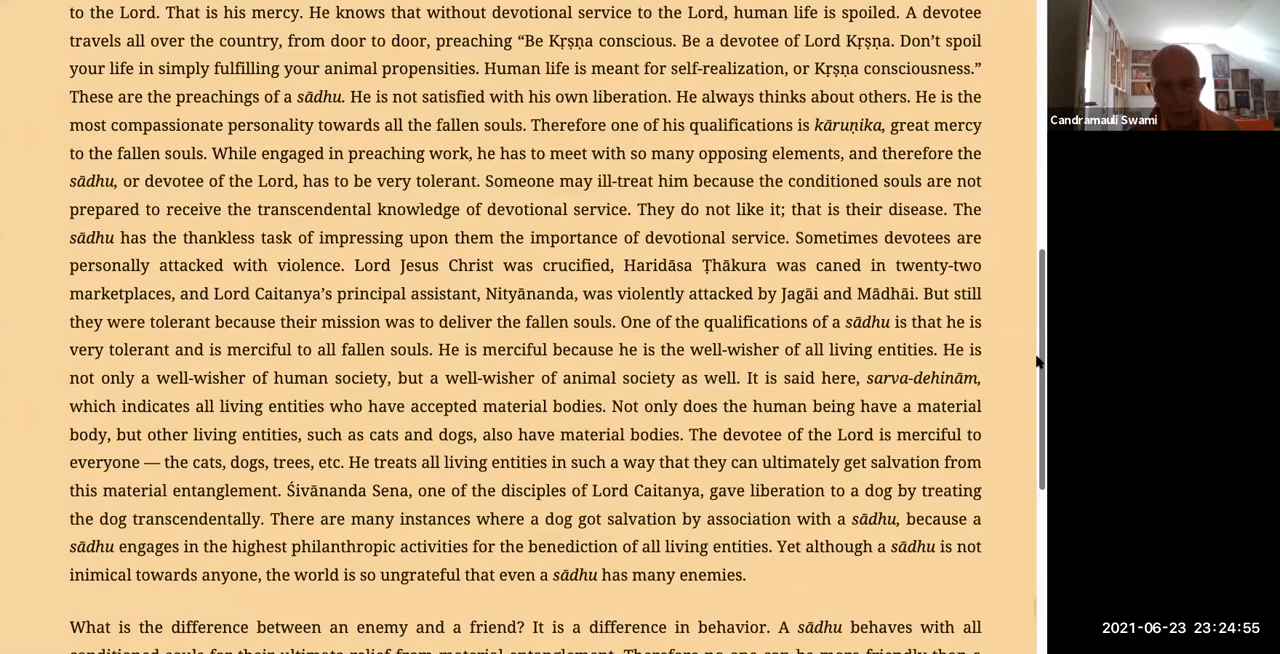 to the Lord. That is his mercy. He knows that without devotional service to the Lord, human life is spoiled. A devotee
travels all over the country, from door to door, preaching “Be Kṛṣṇa conscious. Be a devotee of Lord Kṛṣṇa. Don’t spoil
your life in simply fulfilling your animal propensities. Human life is meant for self-realization, or Kṛṣṇa consciousness.”
These are the preachings of a sādhu. He is not satisfied with his own liberation. He always thinks about others. He is the
most compassionate personality towards all the fallen souls. Therefore one of his qualifications is kāruṇika, great mercy
to the fallen souls. While engaged in preaching work, he has to meet with so many opposing elements, and therefore the
sādhu, or devotee of the Lord, has to be very tolerant. Someone may ill-treat him because the conditioned souls are not
prepared to receive the transcendental knowledge of devotional service. They do not like it; that is their disease. The
sādhu has the thankless task of impressing upon them the importance of devotional service. Sometimes devotees are
personally attacked with violence. Lord Jesus Christ was crucified, Haridāsa Ṭhākura was caned in twenty-two
marketplaces, and Lord Caitanya’s principal assistant, Nityānanda, was violently attacked by Jagāi and Mādhāi. But still
they were tolerant because their mission was to deliver the fallen souls. One of the qualifications of a sādhu is that he is
very tolerant and is merciful to all fallen souls. He is merciful because he is the well-wisher of all living entities. He is
not only a well-wisher of human society, but a well-wisher of animal society as well. It is said here, sarva-dehinām,
which indicates all living entities who have accepted material bodies. Not only does the human being have a material
body, but other living entities, such as cats and dogs, also have material bodies. The devotee of the Lord is merciful to
everyone — the cats, dogs, trees, etc. He treats all living entities in such a way that they can ultimately get salvation from
this material entanglement. Śivānanda Sena, one of the disciples of Lord Caitanya, gave liberation to a dog by treating
the dog transcendentally. There are many instances where a dog got salvation by association with a sādhu, because a
sādhu engages in the highest philanthropic activities for the benediction of all living entities. Yet although a sādhu is not
inimical towards anyone, the world is so ungrateful that even a sādhu has many enemies.
What is the difference between an enemy and a friend? It is a difference in behavior. A sādhu behaves with all
conditioned souls for their ultimate relief from material entanglement. Therefore no one can be more friendly than a
Candramauli Swami
2021-06-23 23:24:55